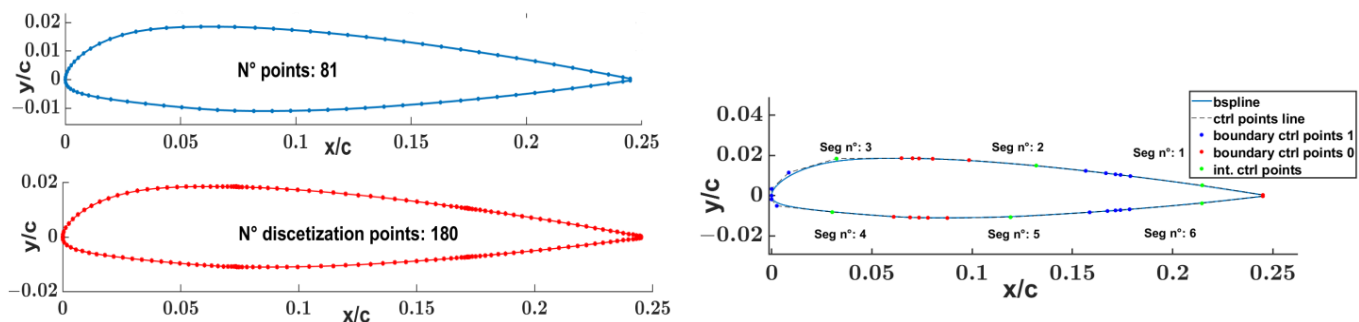 0.02
0.01
0
−0.01
y/c
N° points: 81
0 0.05 0.1 0.15 0.2 0.25
x/c
0.02
0
−0.02
y/c
N° discetization points: 180
0 0.05 0.1 0.15 0.2 0.25
x/c
0.04
0.02
0
−0.02
y/c
bspline
ctrl points line
boundary ctrl points 1
boundary ctrl points 0
int. ctrl points
Seg n°: 3 Seg n°: 2 Seg n°: 1
Seg n°: 4 Seg n°: 5 Seg n°: 6
0 0.05 0.1 0.15 0.2 0.25
x/c